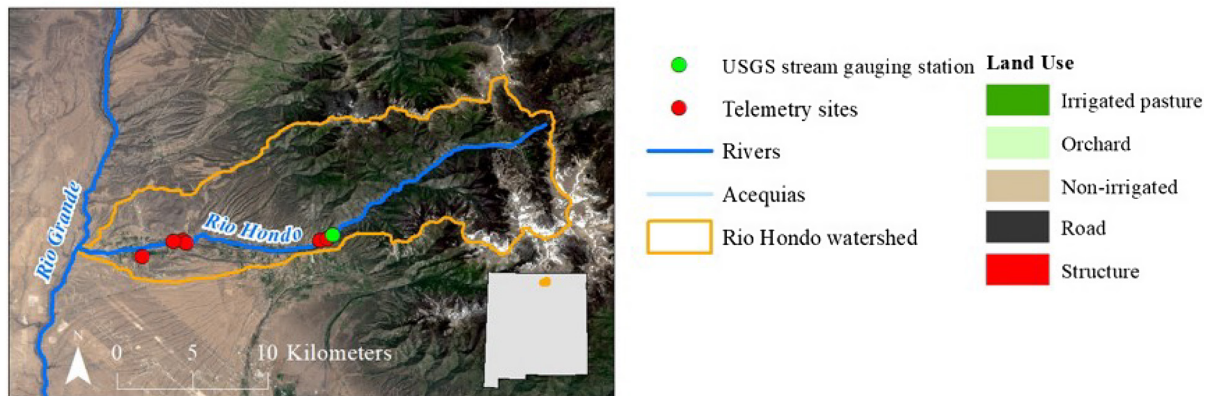 Rio Grande
Rio Hondo
N
0 5 10 Kilometers
USGS stream gauging station
Telemetry sites
Rivers
Acequias
Rio Hondo watershed
Land Use
Irrigated pasture
Orchard
Non-irrigated
Road
Structure